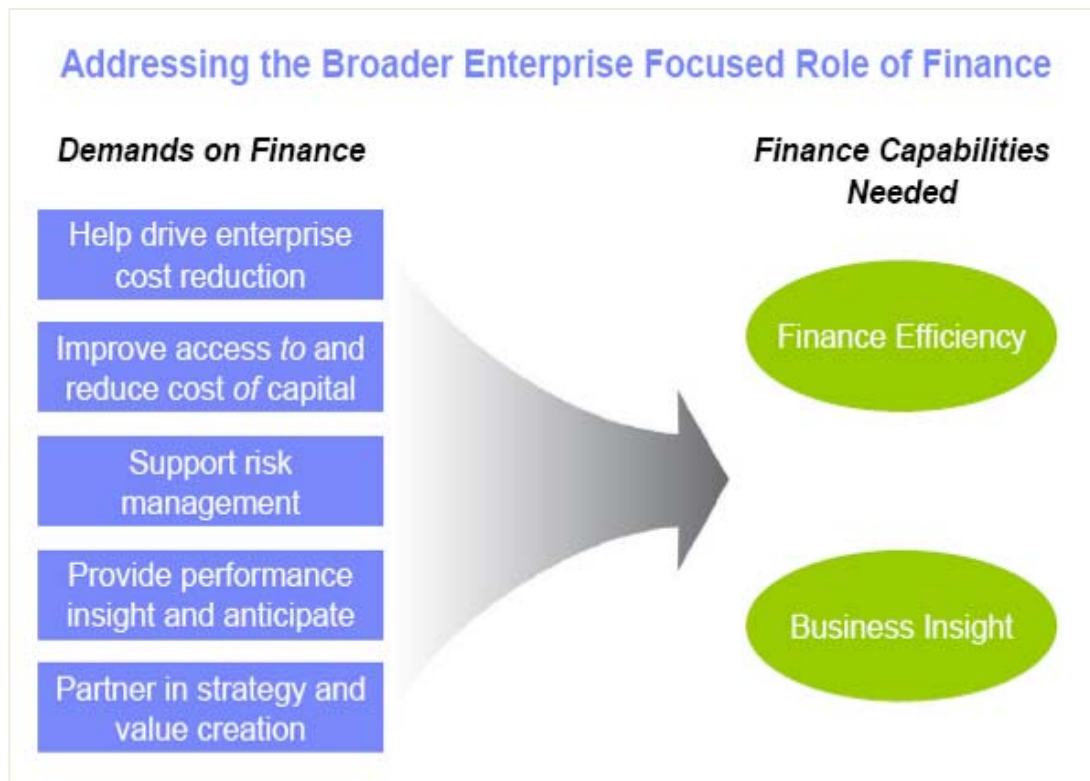 Addressing the Broader Enterprise Focused Role of Finance
Demands on Finance
Help drive enterprise
cost reduction
Improve access to and
reduce cost of capital
Support risk
management
Provide performance
insight and anticipate
Partner in strategy and
value creation
Finance Capabilities
Needed
Finance Efficiency
Business Insight